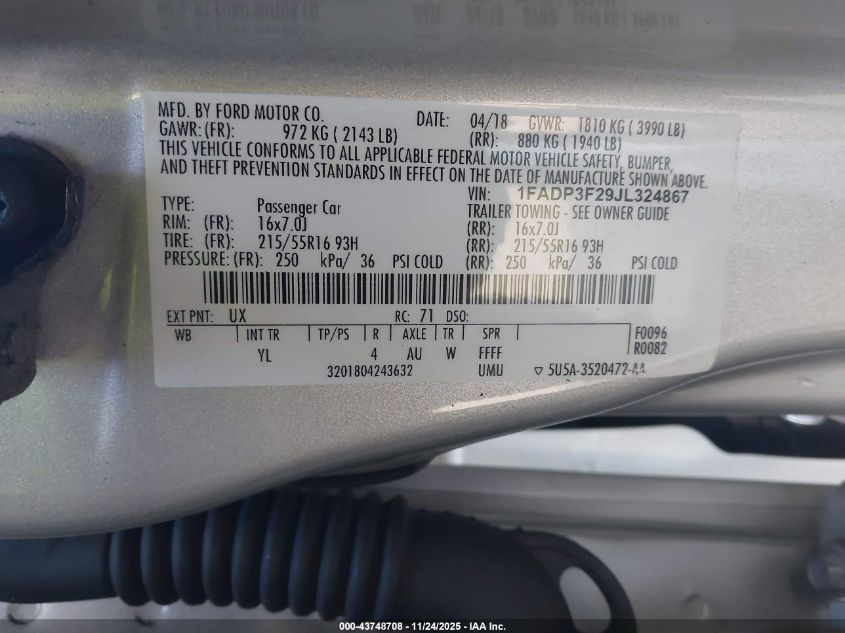 MFD. BY FORD MOTOR CO. DATE: 04/18 GVWR: 1810 KG ( 3990 LB)
GAWR: (FR): 972 KG ( 2143 LB) (RR): 880 KG ( 1940 LB)
THIS VEHICLE CONFORMS TO ALL APPLICABLE FEDERAL MOTOR VEHICLE SAFETY, BUMPER,
AND THEFT PREVENTION STANDARDS IN EFFECT ON THE DATE OF MANUFACTURE SHOWN ABOVE.
VIN: 1FADP3F29JL324867
TYPE: Passenger Car TRAILER TOWING - SEE OWNER GUIDE
RIM: (FR): 16x7.0J (RR): 16x7.0J
TIRE: (FR): 215/55R16 93H (RR): 215/55R16 93H
PRESSURE: (FR): 250 kPa/ 36 PSI COLD (RR): 250 kPa/ 36 PSI COLD
EXT PNT: UX RC: 71 DSO:
WB INT TR TP/PS R AXLE TR SPR F0096
R0082
YL 4 AU W FFFF
3201804243632 UMU ▽ 5U5A-3520472-AA
000-43748708 - 11/24/2025 - IAA Inc.